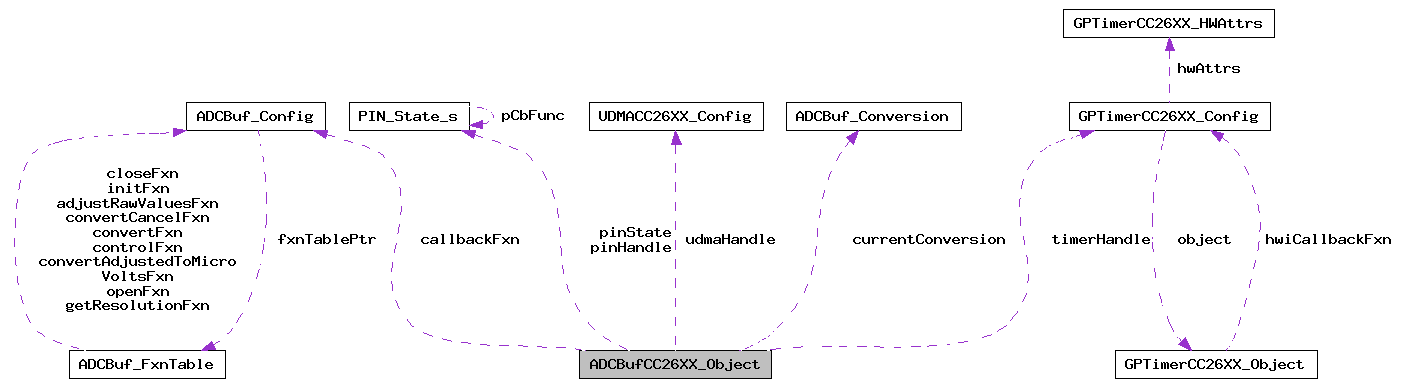 GPTimerCC26XX_HWAttrs
hwAttrs
ADCBuf_Config
PIN_State_s
pCbFunc
UDMACC26XX_Config
ADCBuf_Conversion
GPTimerCC26XX_Config
closeFxn
initFxn
adjustRawValuesFxn
convertCancelFxn
convertFxn
controlFxn
convertAdjustedToMicro
VoltsFxn
openFxn
getResolutionFxn
fxnTablePtr
callbackFxn
pinState
pinHandle
udmaHandle
currentConversion
timerHandle
object
hwiCallbackFxn
ADCBuf_FxnTable
ADCBufCC26XX_Object
GPTimerCC26XX_Object